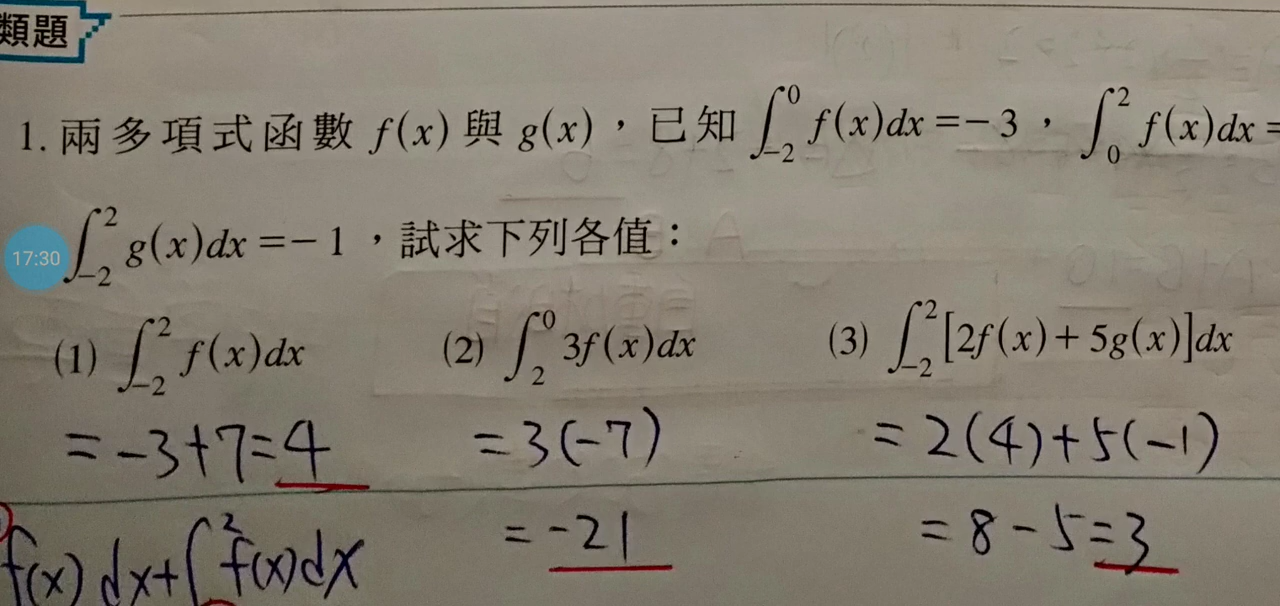 類題
1. 兩多項式函數 f(x) 與 g(x)，已知 ∫_{-2}^{0} f(x)dx =－3，∫_{0}^{2} f(x)dx =
17:30
∫_{-2}^{2} g(x)dx =－1，試求下列各值：
(1) ∫_{-2}^{2} f(x)dx (2) ∫_{2}^{0} 3f(x)dx (3) ∫_{-2}^{2} [2f(x)+5g(x)]dx
= -3+7=4 = 3(-7) = 2(4)+5(-1)
= -21 = 8-5=3
f(x) dx+∫^{2} f(x)dx